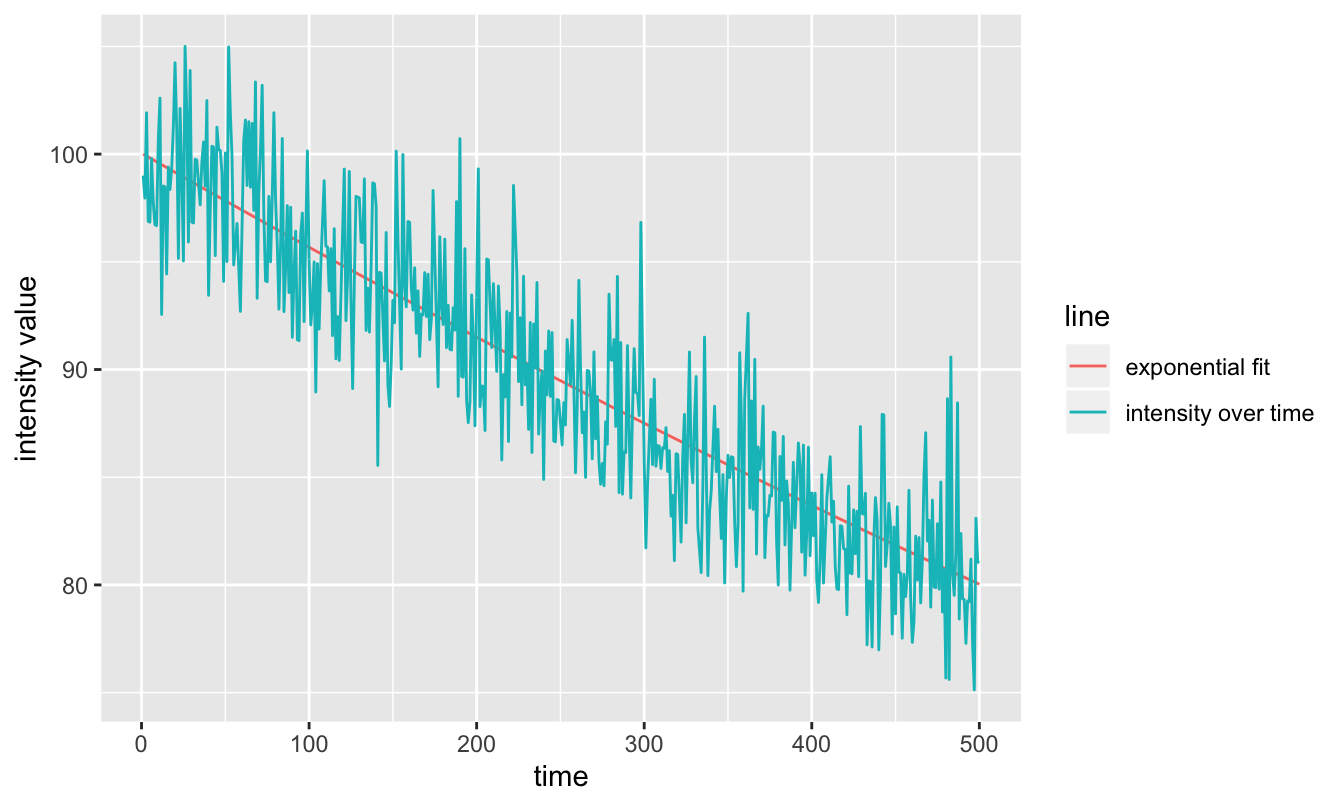 intensity value
100
90
80
0 100 200 300 400 500
time
line
exponential fit
intensity over time